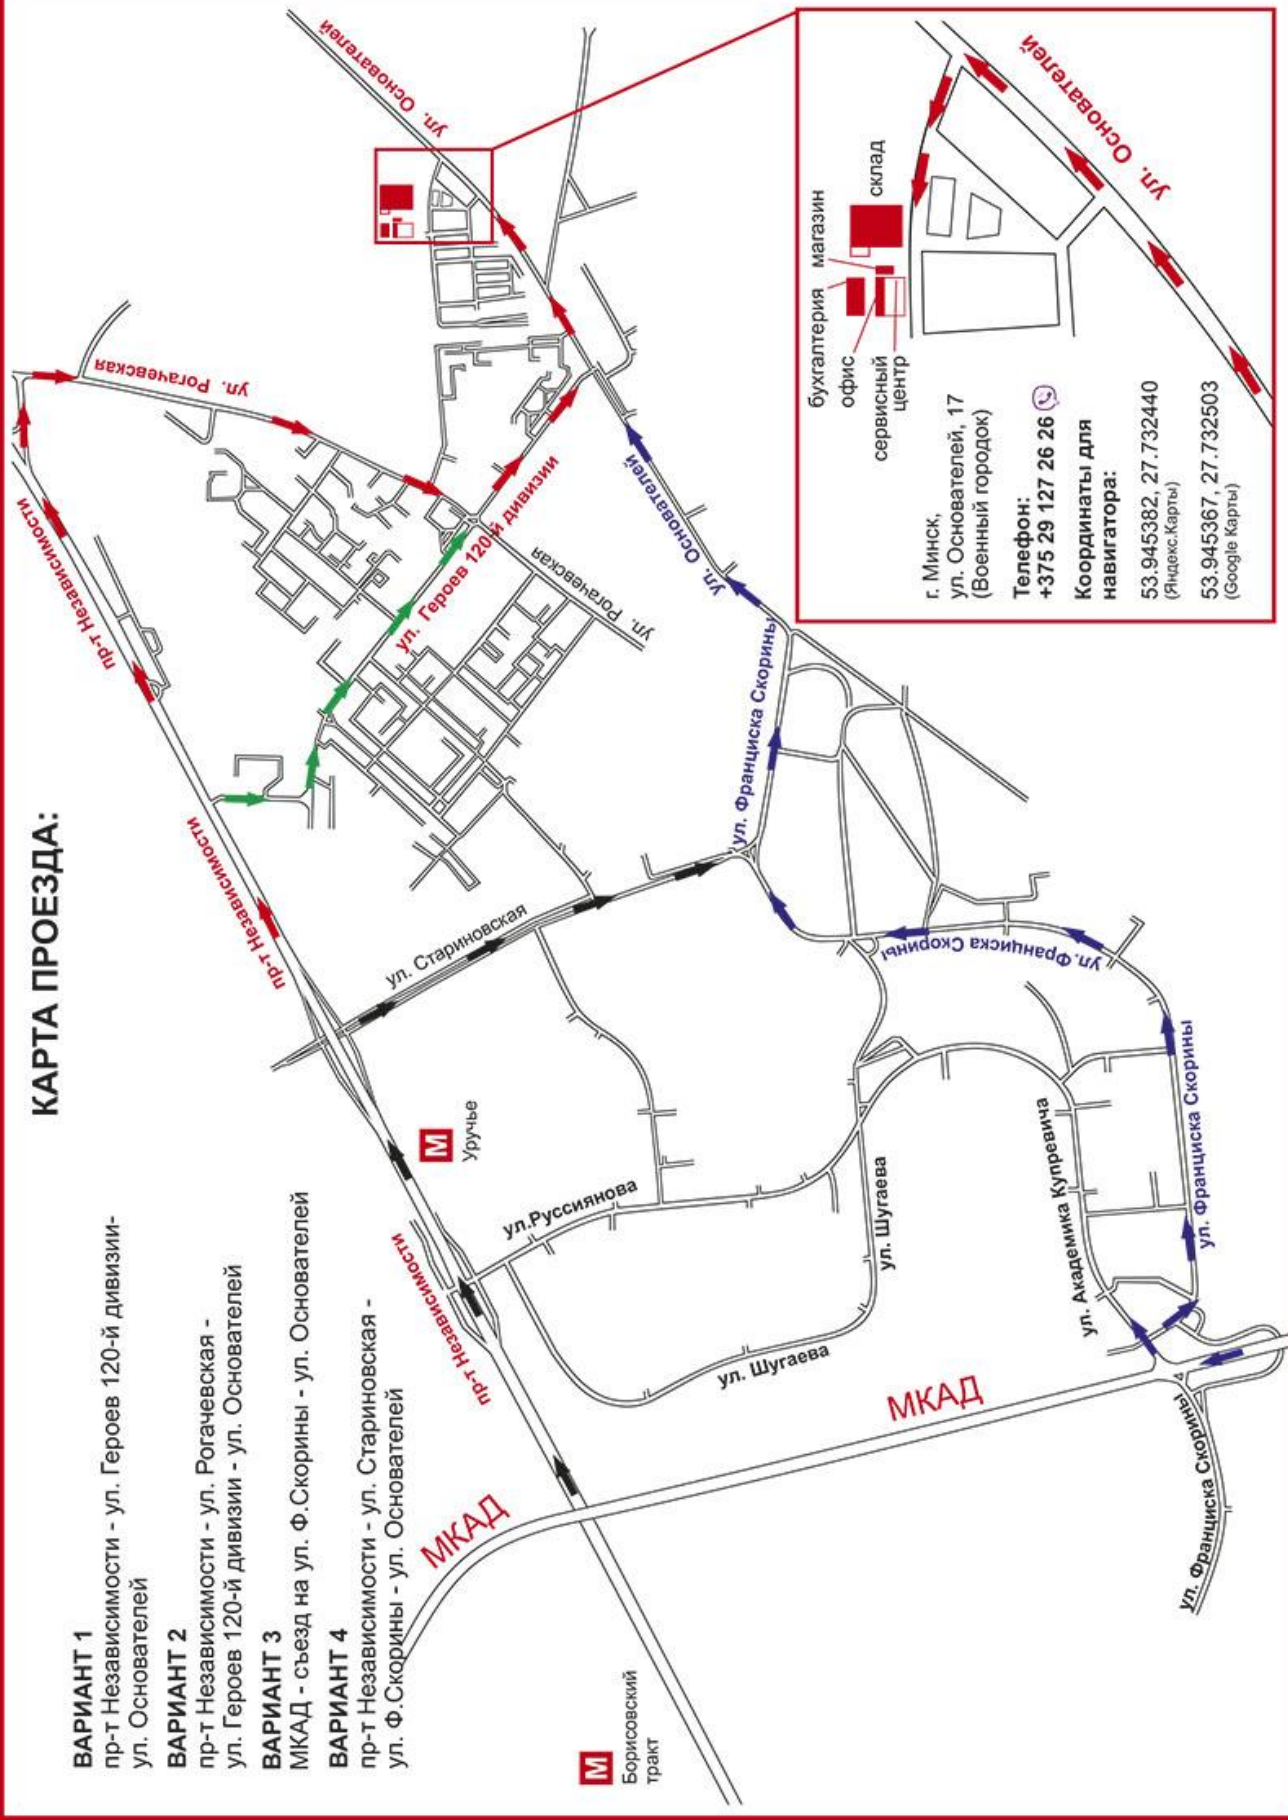 КАРТА ПРОЕЗДА:
ВАРИАНТ 1
пр-т Независимости - ул. Героев 120-й дивизии-
ул. Основателей
ВАРИАНТ 2
пр-т Независимости - ул. Рогачевская -
ул. Героев 120-й дивизии - ул. Основателей
ВАРИАНТ 3
МКАД - съезд на ул. Ф.Скорины - ул. Основателей
ВАРИАНТ 4
пр-т Независимости - ул. Стариновская -
ул. Ф.Скорины - ул. Основателей
М
Борисовский
тракт
МКАД
МКАД
пр-т Независимости
М
Уручье
пр-т Независимости
пр-т Независимости
ул. Рогачевская
ул. Основателей
ул. Героев 120-й дивизии
ул. Рогачевская
ул. Стариновская
ул.Руссиянова
ул. Шугаева
ул. Шугаева
ул. Академика Купревича
ул. Франциска Скорины
ул. Франциска Скорины
ул.Франциска Скорины
ул. Франциска Скорины
ул. Основателей
бухгалтерия
магазин
офис
склад
сервисный
центр
ул. Основателей
г. Минск,
ул. Основателей, 17
(Военный городок)
Телефон:
+375 29 127 26 26
Координаты для
навигатора:
53.945382, 27.732440
(Яндекс.Карты)
53.945367, 27.732503
(Google Карты)